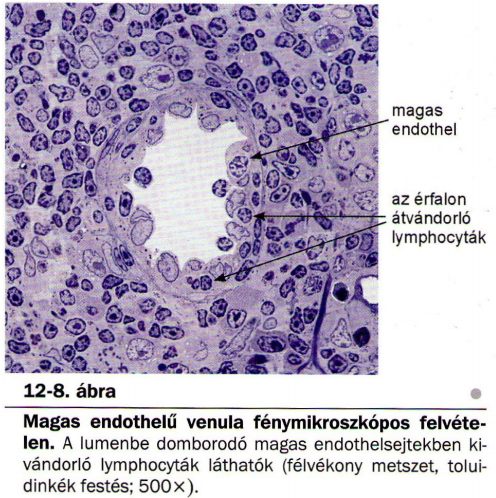 magas
endothel
az érfalon
átvándorló
lymphocyták
12-8. ábra
Magas endothelű venula fénymikroszkópos felvéte-
len. A lumenbe domborodó magas endothelsejtekben ki-
vándorló lymphocyták láthatók (félvékony metszet, tolui-
dinkék festés; 500×).